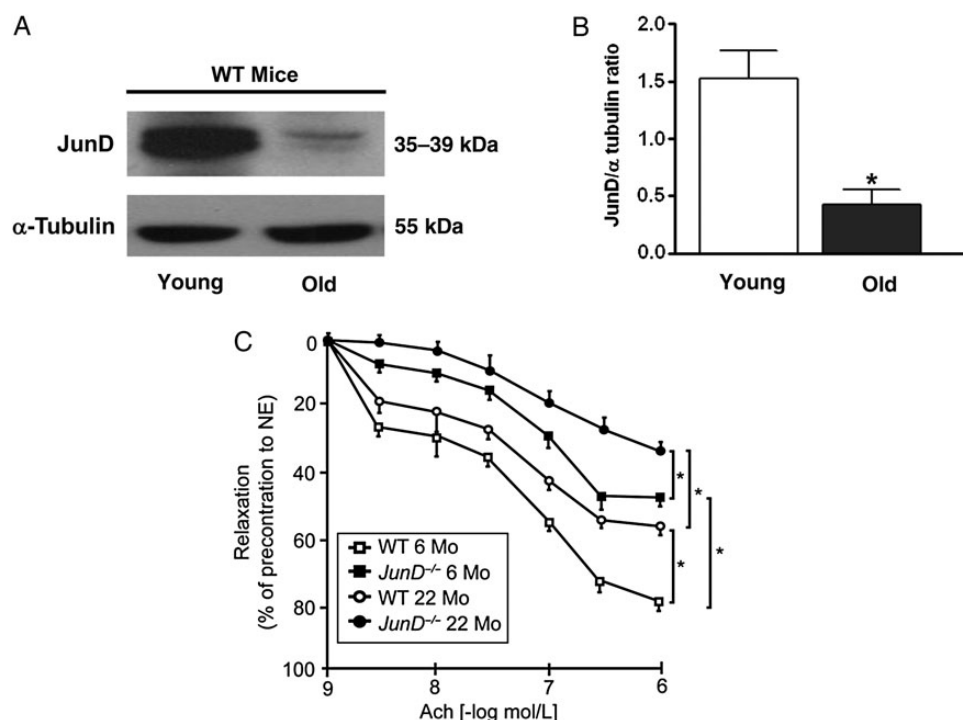 A
WT Mice
JunD
35–39 kDa
α-Tubulin
55 kDa
Young Old
B
JunD/α tubulin ratio
2.0
1.5
1.0
0.5
0.0
*
Young Old
C
Relaxation
(% of precontration to NE)
0
20
40
60
80
100
WT 6 Mo
JunD-/- 6 Mo
WT 22 Mo
JunD-/- 22 Mo
*
*
*
*
9 8 7 6
Ach [-log mol/L]